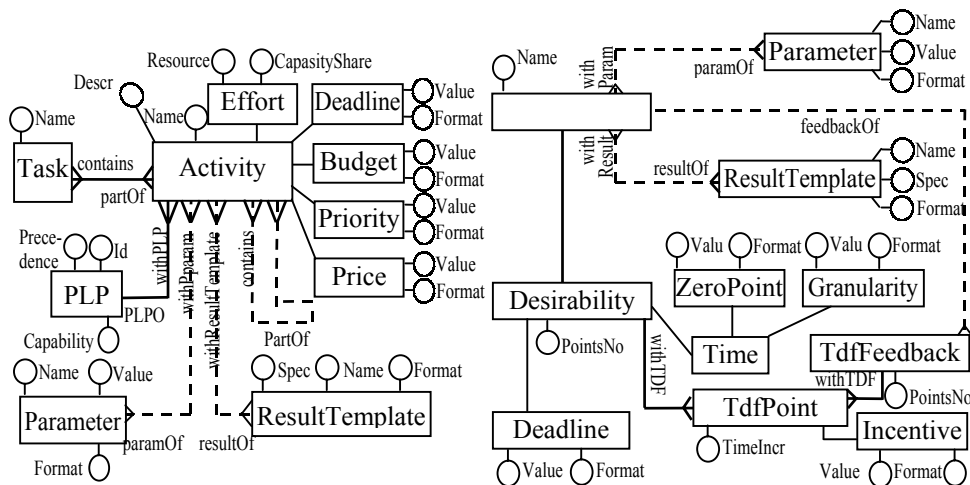 Resource
CapasityShare
Descr
Name
Effort
Deadline
Value
Format
Name
Task
contains
partOf
Activity
Budget
Value
Format
Priority
Value
Format
Price
Value
Format
Prece-
dence
Id
PLP
PLPO
Capability
withPLP
withPparam
withResultTemplate
contains
PartOf
Name
Value
Parameter
Format
paramOf
Spec
Name
Format
ResultTemplate
resultOf
Name
with
Param
paramOf
Parameter
Name
Value
Format
feedbackOf
with
Result
resultOf
ResultTemplate
Name
Spec
Format
Valu
Format
ZeroPoint
Valu
Format
Granularity
Desirability
PointsNo
Time
TdfFeedback
PointsNo
withTDF
withTDF
TdfPoint
TimeIncr
Deadline
Value
Format
Incentive
Value
Format